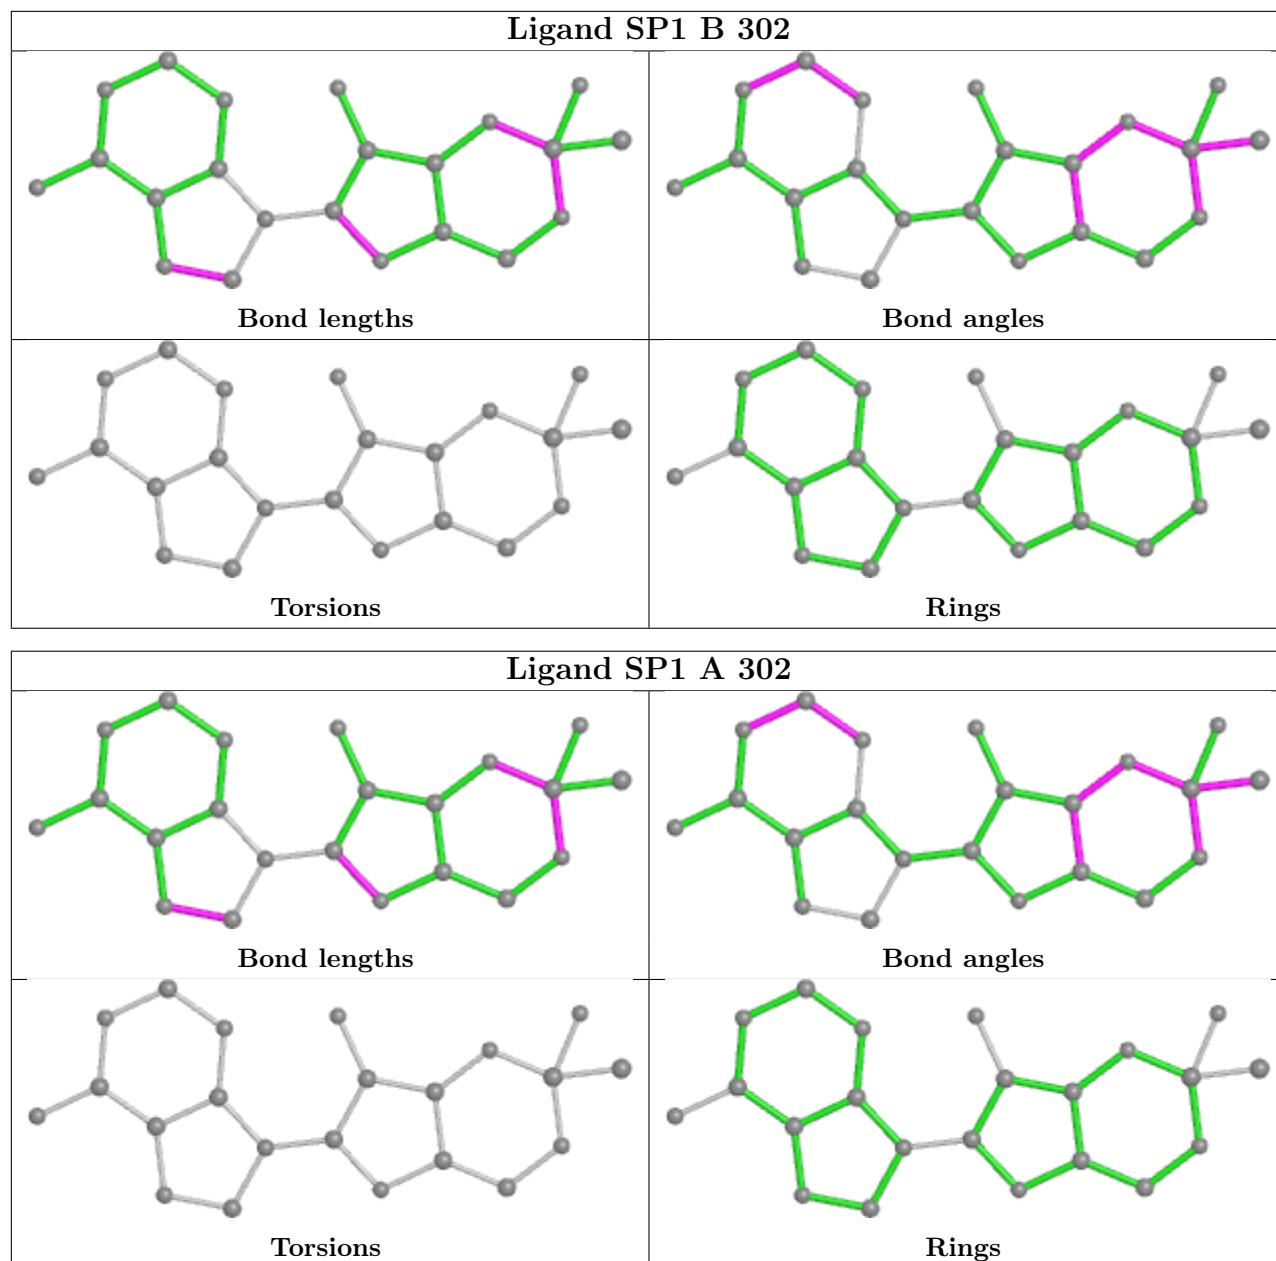 Ligand SP1 B 302
Bond lengths
Bond angles
Torsions
Rings
Ligand SP1 A 302
Bond lengths
Bond angles
Torsions
Rings